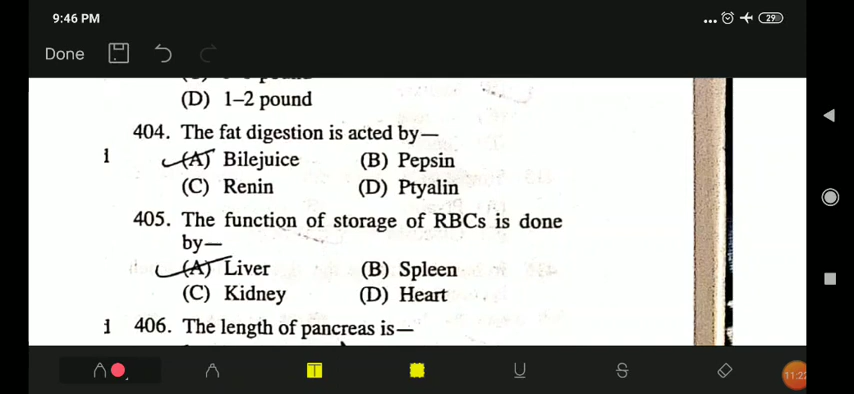 9:46 PM
29
Done
(D) 1–2 pound
404. The fat digestion is acted by—
(A) Bilejuice (B) Pepsin
(C) Renin (D) Ptyalin
405. The function of storage of RBCs is done
by—
(A) Liver (B) Spleen
(C) Kidney (D) Heart
406. The length of pancreas is—
T
U
S
11:22